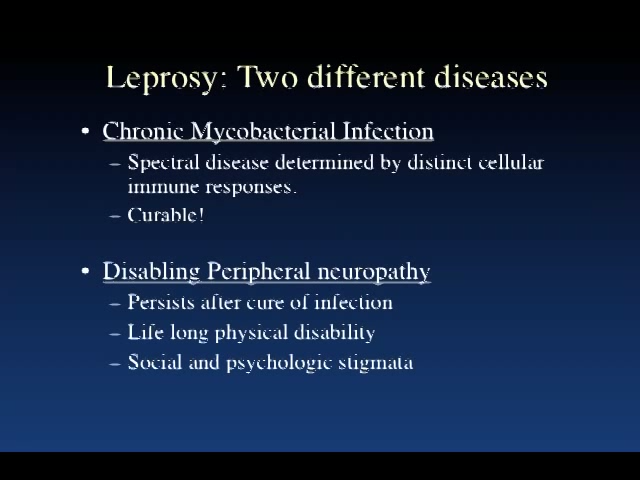 Leprosy: Two different diseases
• Chronic Mycobacterial Infection
– Spectral disease determined by distinct cellular
immune responses.
– Curable!
• Disabling Peripheral neuropathy
– Persists after cure of infection
– Life long physical disability
– Social and psychologic stigmata